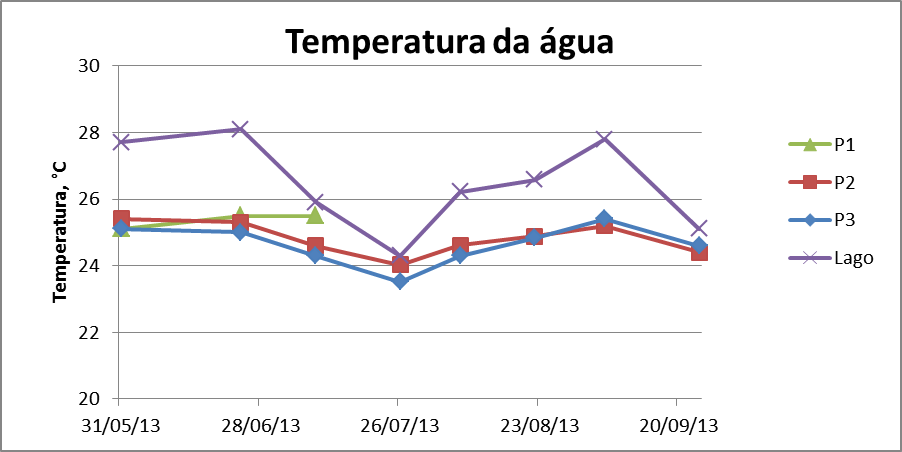 Temperatura da água
30
28
26
24
22
20
Temperatura, °C
31/05/13 28/06/13 26/07/13 23/08/13 20/09/13
P1
P2
P3
Lago